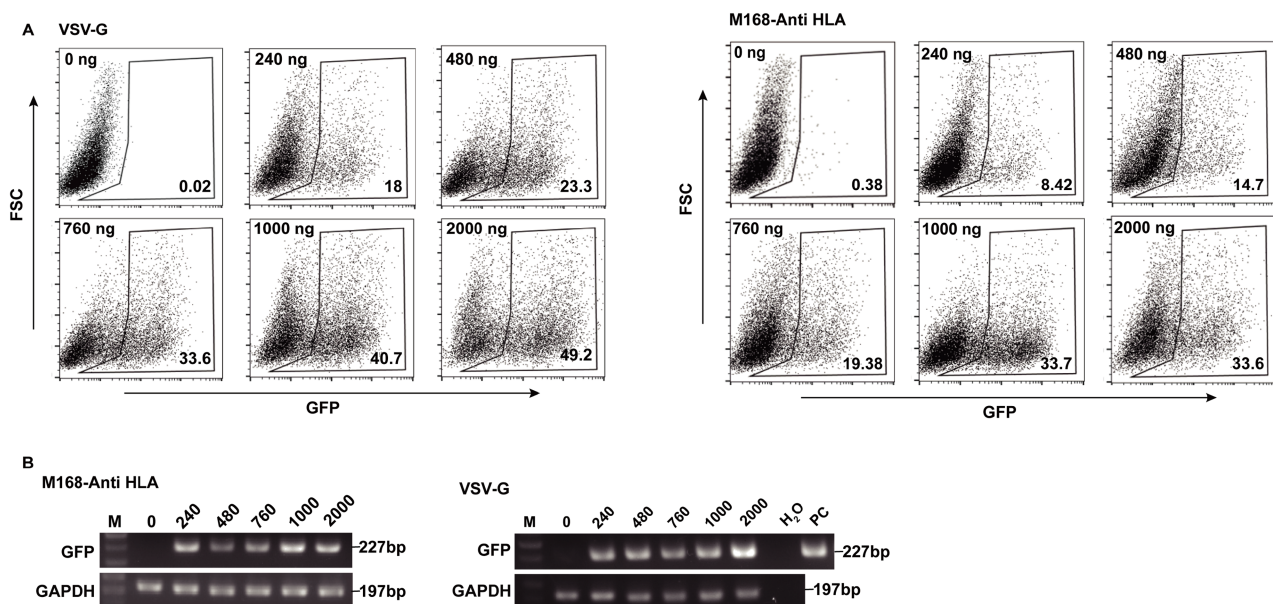 A VSV-G
0 ng 240 ng 480 ng
0.02 18 23.3
760 ng 1000 ng 2000 ng
33.6 40.7 49.2
FSC
GFP
M168-Anti HLA
0 ng 240 ng 480 ng
0.38 8.42 14.7
760 ng 1000 ng 2000 ng
19.38 33.7 33.6
FSC
GFP
B
M168-Anti HLA
M 0 240 480 760 1000 2000
GFP 227bp
GAPDH 197bp
VSV-G
M 0 240 480 760 1000 2000 H₂O PC
GFP 227bp
GAPDH 197bp